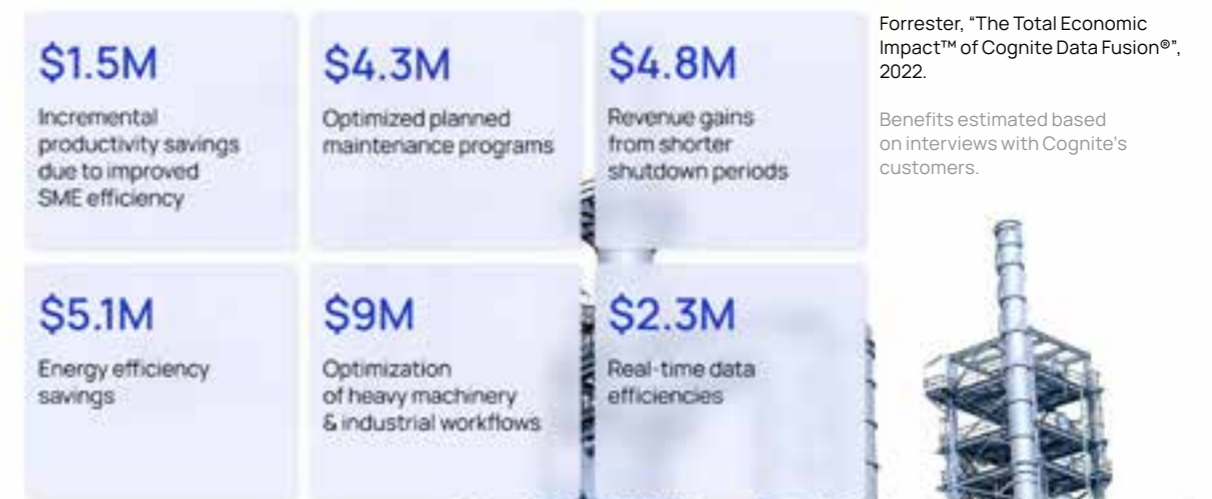 $1.5M
Incremental
productivity savings
due to improved
SME efficiency
$4.3M
Optimized planned
maintenance programs
$4.8M
Revenue gains
from shorter
shutdown periods
Forrester, “The Total Economic
Impact™ of Cognite Data Fusion®”,
2022.
Benefits estimated based
on interviews with Cognite's
customers.
$5.1M
Energy efficiency
savings
$9M
Optimization
of heavy machinery
& industrial workflows
$2.3M
Real-time data
efficiencies